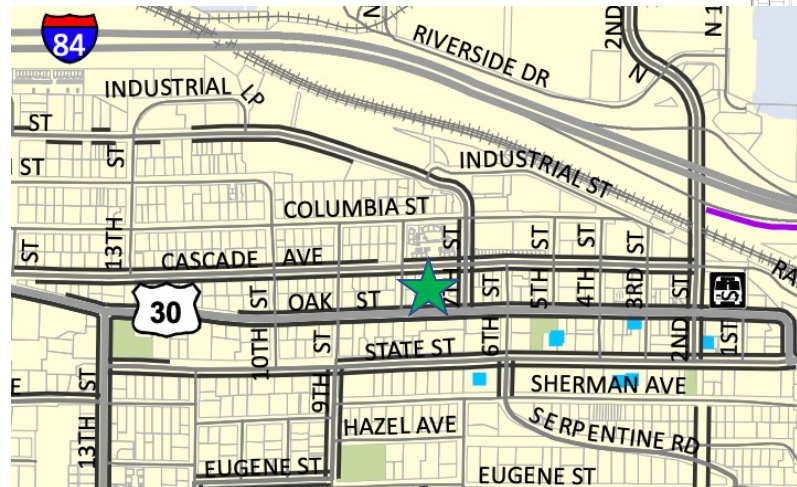 84
RIVERSIDE DR
2ND
N
N
N 1
INDUSTRIAL LP
ST
ST
ST
INDUSTRIAL ST
COLUMBIA ST
ST
13TH
CASCADE AVE
7TH ST
ST
ST
ST
ST
30
10TH ST
OAK ST
6TH ST
5TH
4TH
3RD
2ND ST
1ST
STATE ST
9TH ST
SHERMAN AVE
13TH ST
HAZEL AVE
SERPENTINE RD
EUGENE ST
EUGENE ST